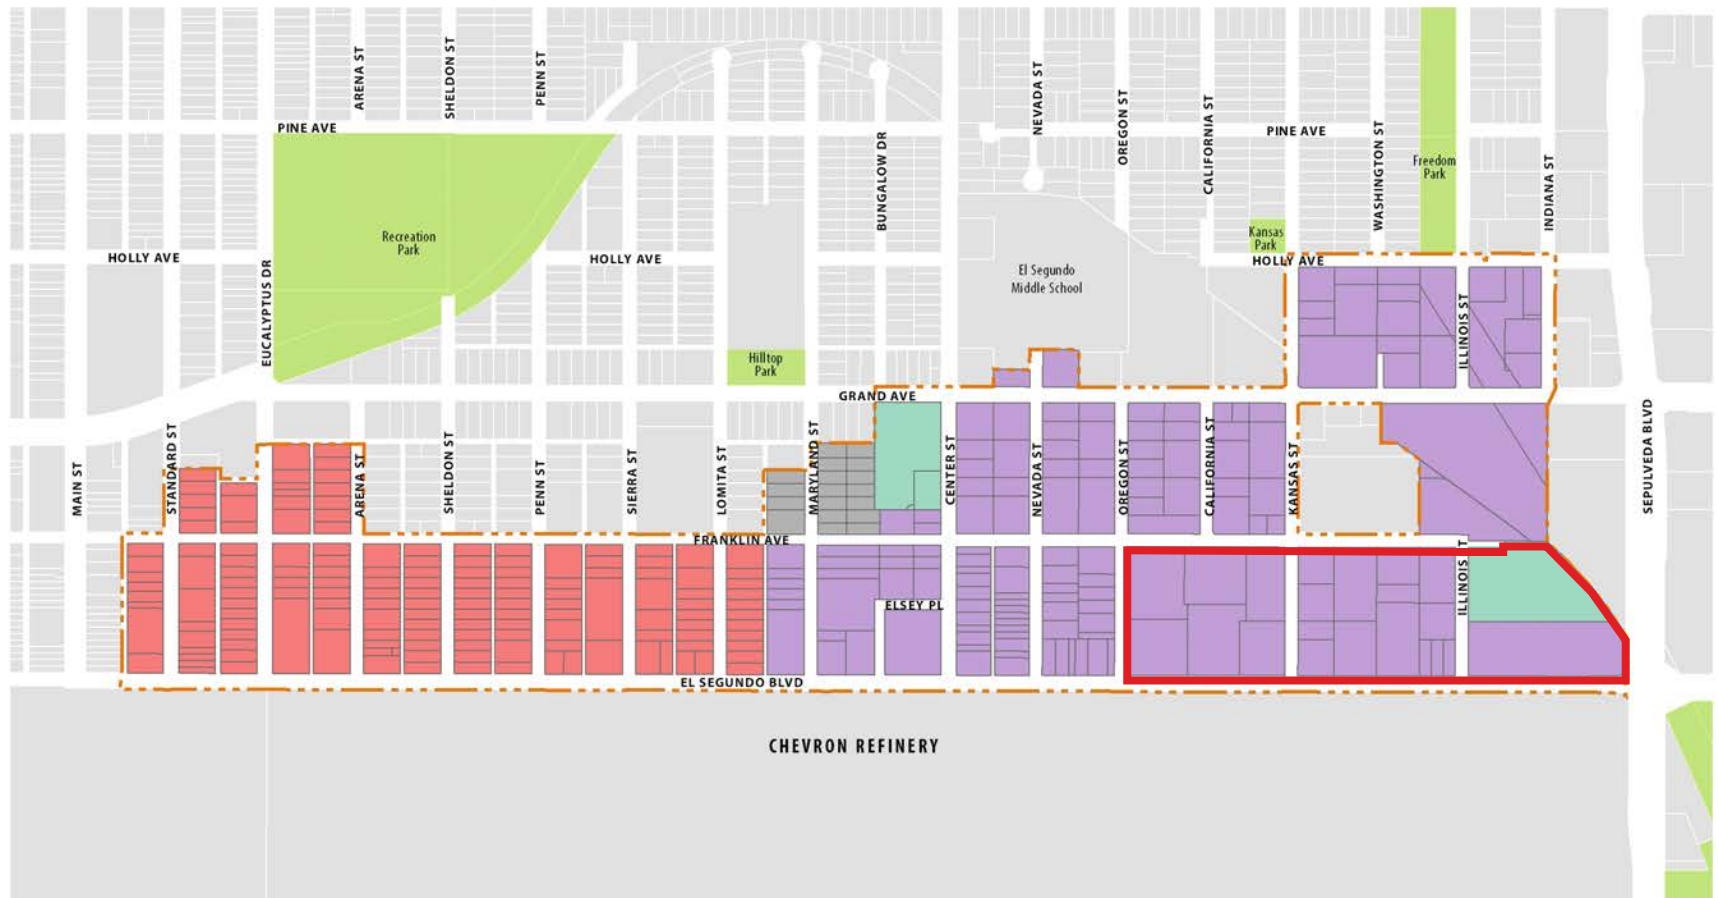 ARENA ST
SHELDON ST
PENN ST
NEVADA ST
OREGON ST
CALIFORNIA ST
WASHINGTON ST
INDIANA ST
BUNGALOW DR
PINE AVE
PINE AVE
Freedom
Park
Recreation
Park
Kansas
Park
HOLLY AVE
HOLLY AVE
HOLLY AVE
EUCALYPTUS DR
El Segundo
Middle School
ILLINOIS ST
Hilltop
Park
GRAND AVE
MAIN ST
STANDARD ST
ARENA ST
SHELDON ST
PENN ST
SIERRA ST
LOMITA ST
MARYLAND ST
CENTER ST
NEVADA ST
OREGON ST
CALIFORNIA ST
KANSAS ST
SEPULVEDA BLVD
FRANKLIN AVE
ILLINOIS T
ELSEY PL
EL SEGUNDO BLVD
CHEVRON REFINERY